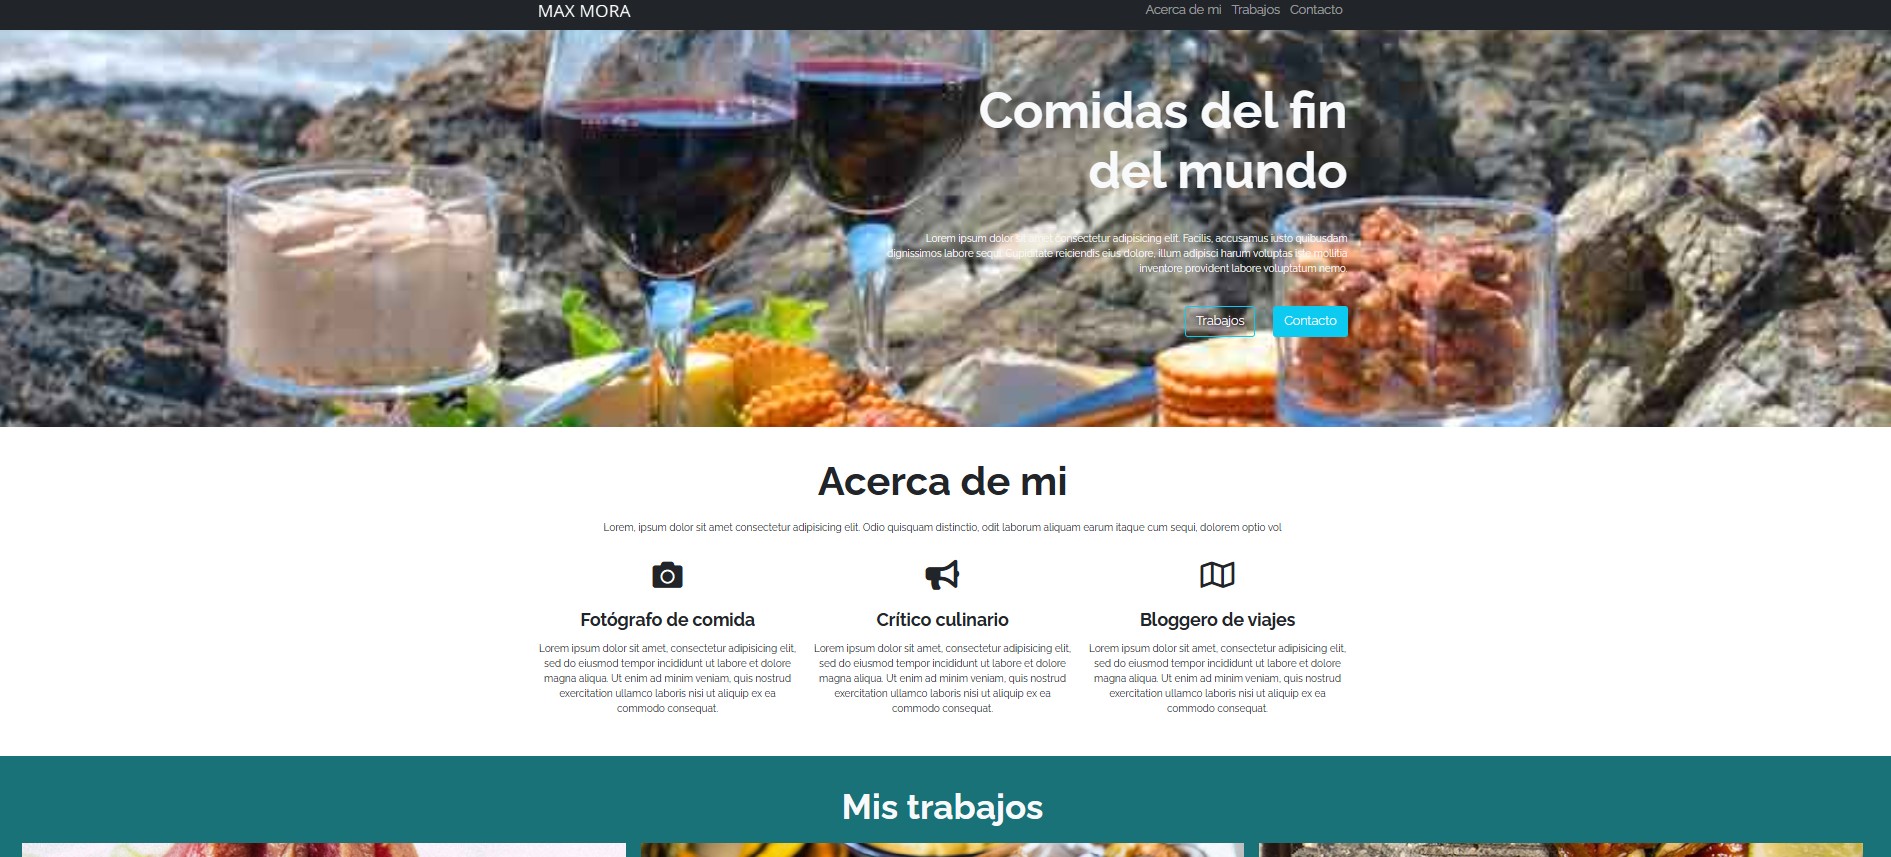 MAX MORA
Acerca de mi Trabajos Contacto
Comidas del fin
del mundo
Lorem ipsum dolor sit amet consectetur adipisicing elit. Facilis, accusamus iusto quibusdam
dignissimos labore sequi. Cupiditate reiciendis eius dolore, illum adipisci harum voluptas iste mollitia
inventore provident labore voluptatum nemo.
Trabajos Contacto
Acerca de mi
Lorem, ipsum dolor sit amet consectetur adipisicing elit. Odio quisquam distinctio, odit laborum aliquam earum itaque cum sequi, dolorem optio vol
Fotógrafo de comida
Lorem ipsum dolor sit amet, consectetur adipisicing elit,
sed do eiusmod tempor incididunt ut labore et dolore
magna aliqua. Ut enim ad minim veniam, quis nostrud
exercitation ullamco laboris nisi ut aliquip ex ea
commodo consequat.
Crítico culinario
Lorem ipsum dolor sit amet, consectetur adipisicing elit,
sed do eiusmod tempor incididunt ut labore et dolore
magna aliqua. Ut enim ad minim veniam, quis nostrud
exercitation ullamco laboris nisi ut aliquip ex ea
commodo consequat.
Bloggero de viajes
Lorem ipsum dolor sit amet, consectetur adipisicing elit,
sed do eiusmod tempor incididunt ut labore et dolore
magna aliqua. Ut enim ad minim veniam, quis nostrud
exercitation ullamco laboris nisi ut aliquip ex ea
commodo consequat.
Mis trabajos